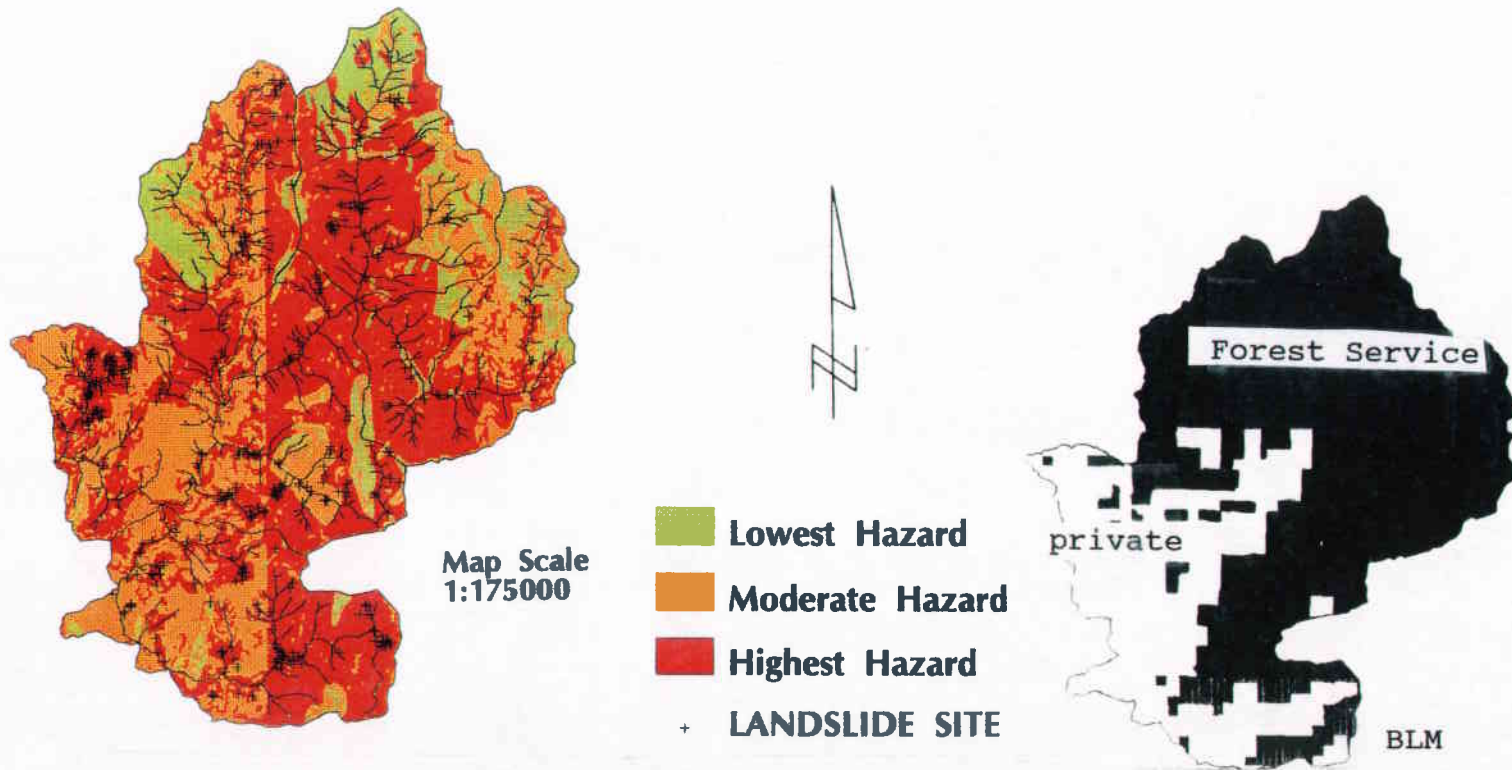 Map Scale
1:175000
Lowest Hazard
Moderate Hazard
Highest Hazard
+ LANDSLIDE SITE
Forest Service
private
BLM